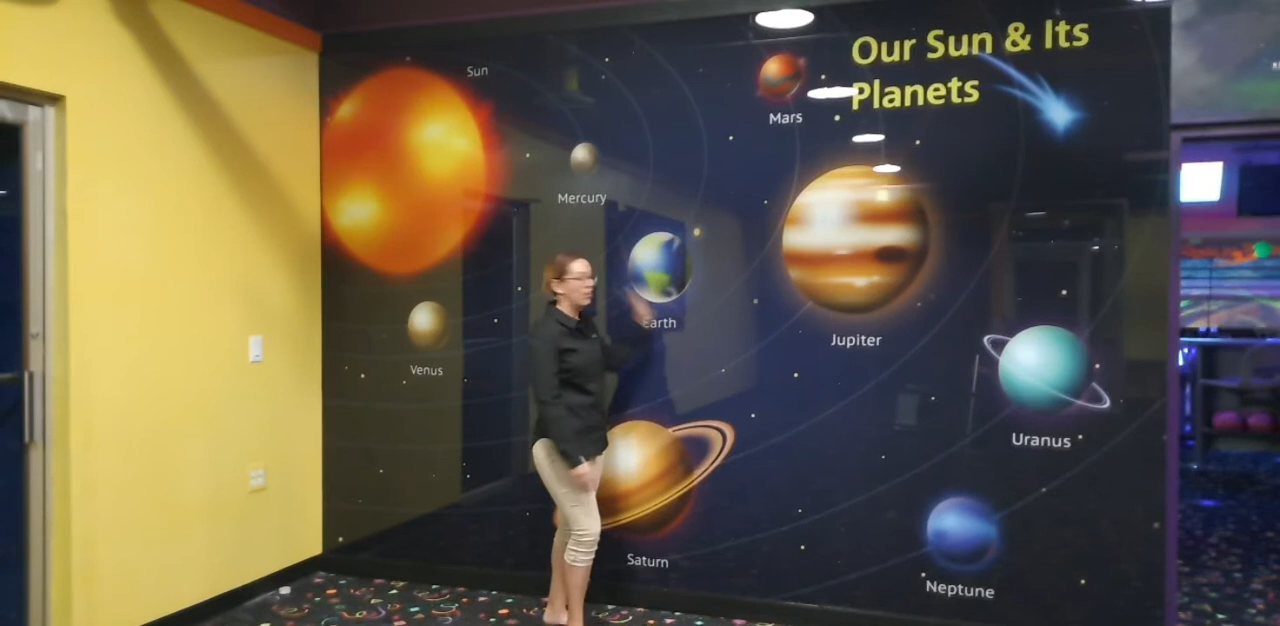 Our Sun & Its
Planets
Sun
Mars
Mercury
Earth
Jupiter
Venus
Uranus
Saturn
Neptune